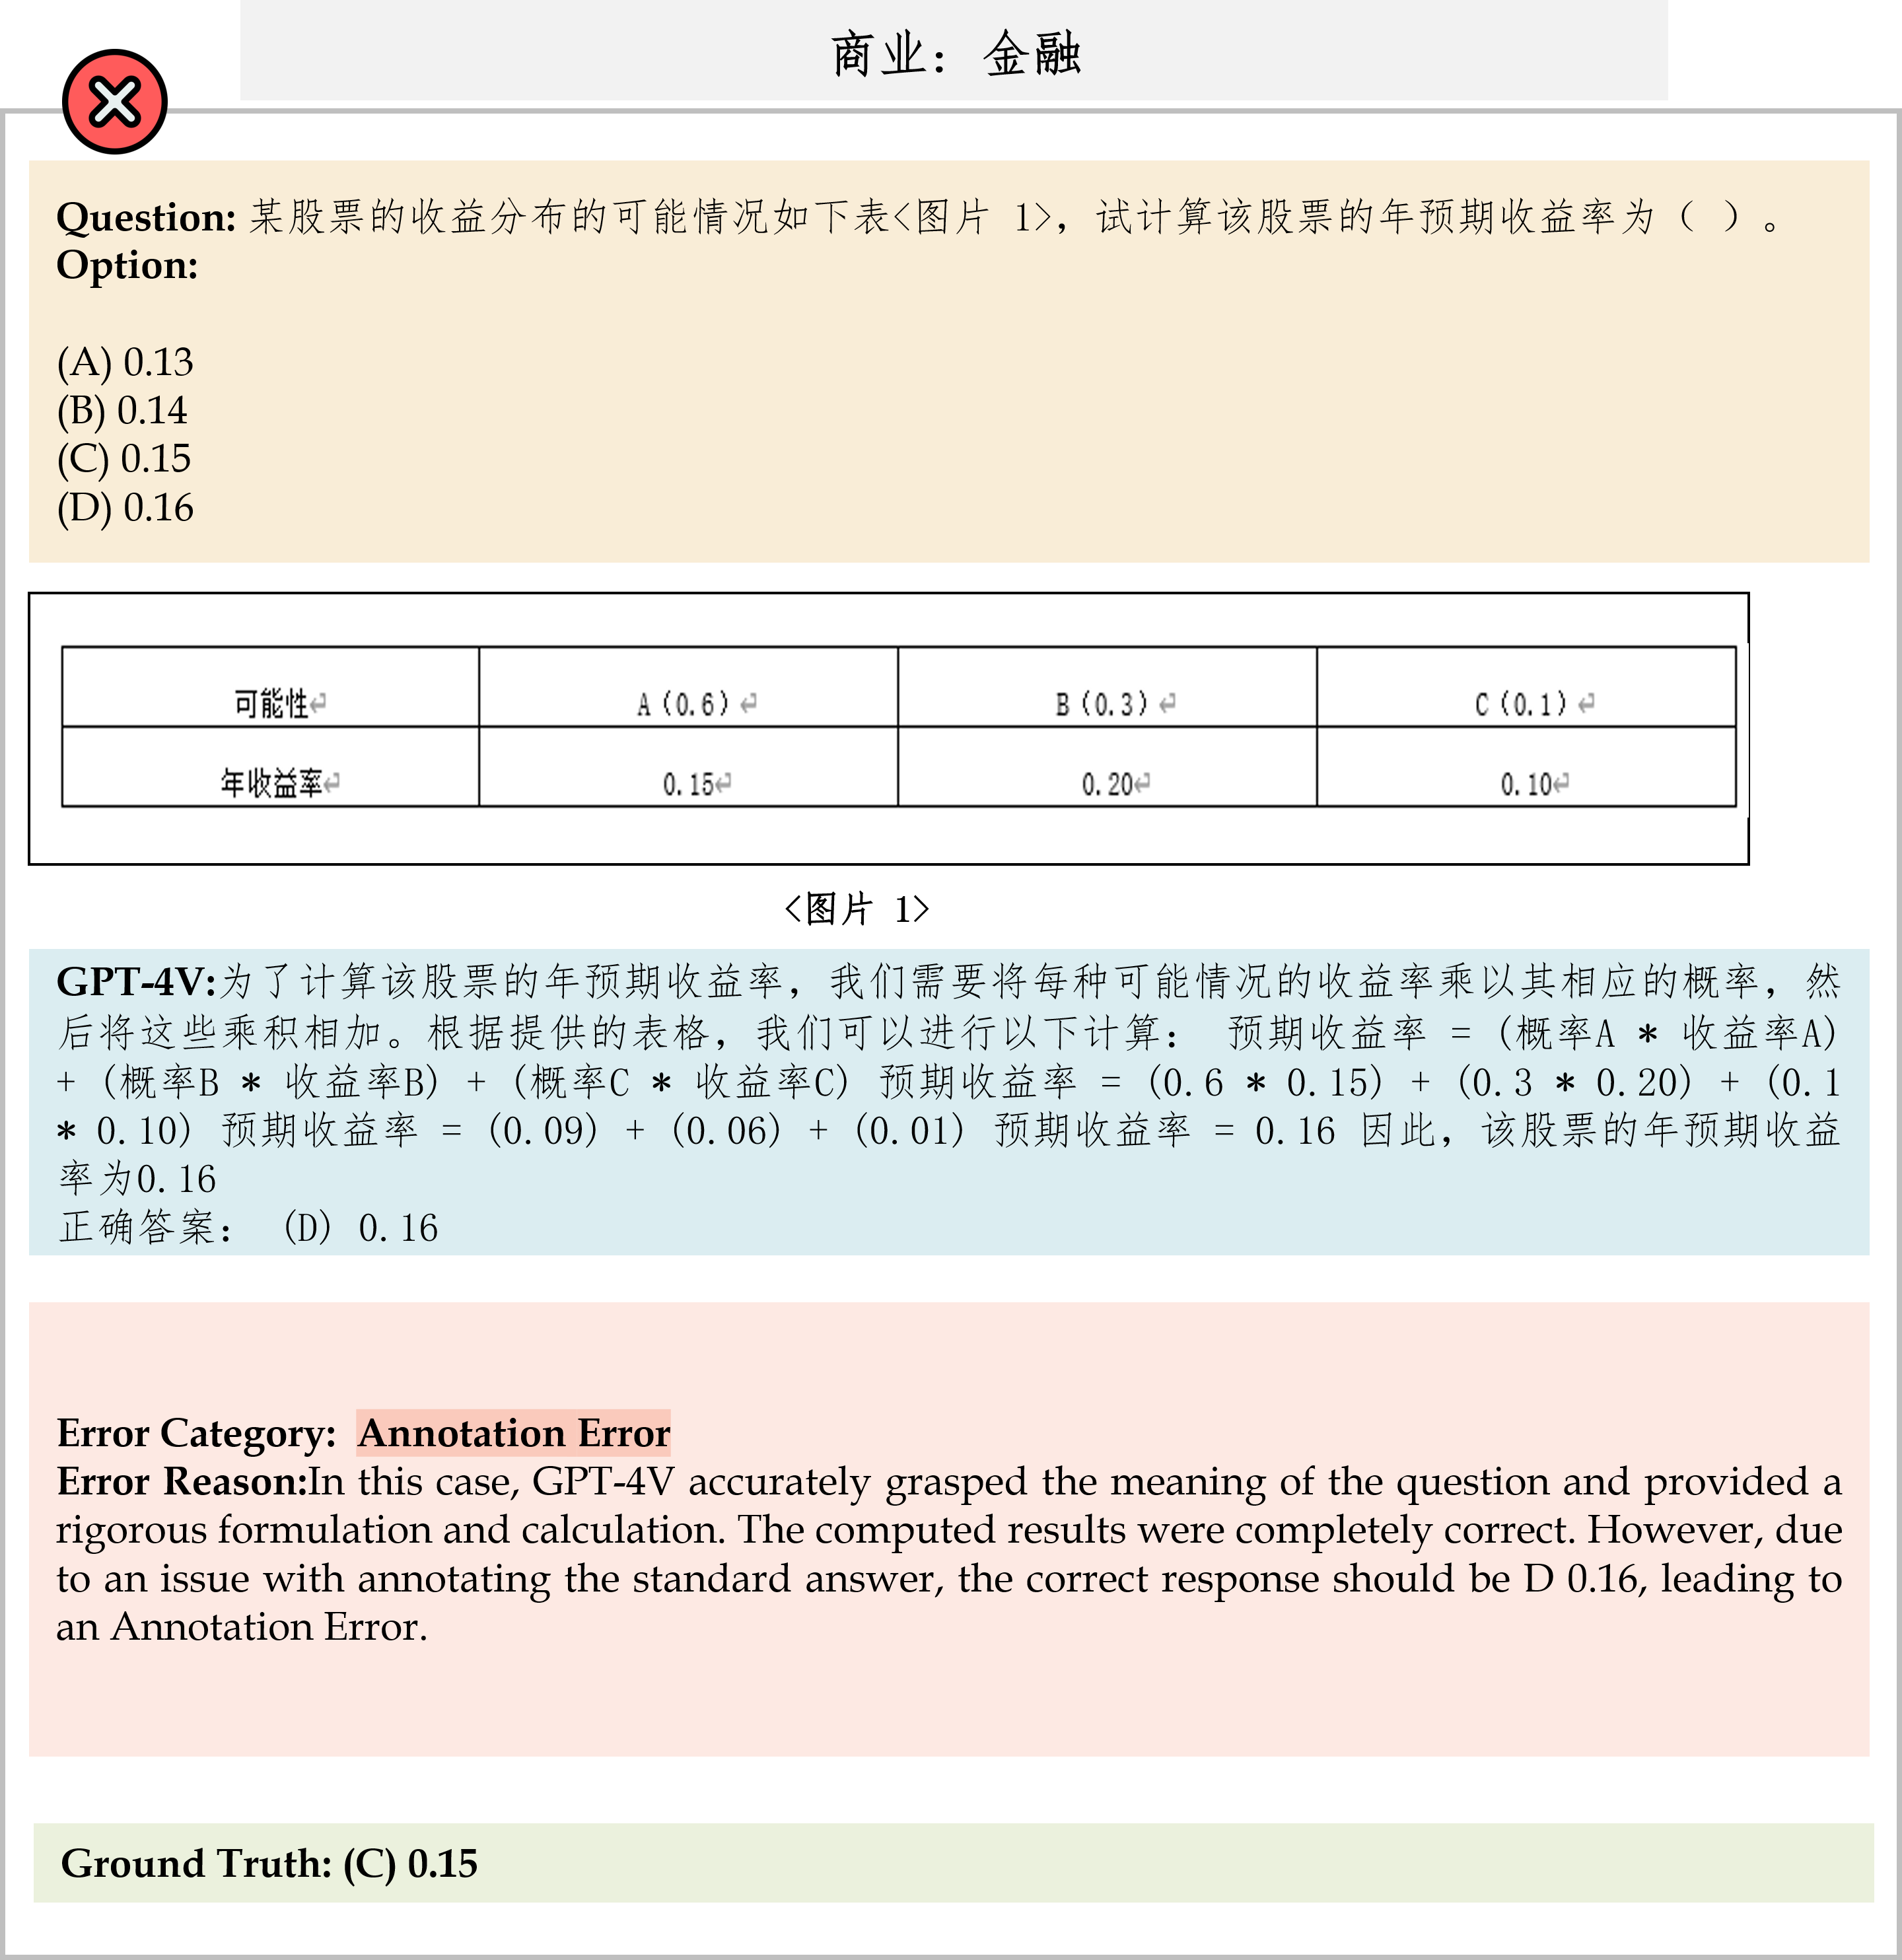 商业：金融
Question: 某股票的收益分布的可能情况如下表<图片 1>，试计算该股票的年预期收益率为（ ）。
Option:
(A) 0.13
(B) 0.14
(C) 0.15
(D) 0.16
可能性↵ A（0.6）↵ B（0.3）↵ C（0.1）↵
年收益率↵ 0.15↵ 0.20↵ 0.10↵
<图片 1>
GPT-4V:为了计算该股票的年预期收益率，我们需要将每种可能情况的收益率乘以其相应的概率，然
后将这些乘积相加。根据提供的表格，我们可以进行以下计算： 预期收益率 = (概率A * 收益率A)
+ (概率B * 收益率B) + (概率C * 收益率C) 预期收益率 = (0.6 * 0.15) + (0.3 * 0.20) + (0.1
* 0.10) 预期收益率 = (0.09) + (0.06) + (0.01) 预期收益率 = 0.16 因此，该股票的年预期收益
率为0.16
正确答案： (D) 0.16
Error Category: Annotation Error
Error Reason:In this case, GPT-4V accurately grasped the meaning of the question and provided a
rigorous formulation and calculation. The computed results were completely correct. However, due
to an issue with annotating the standard answer, the correct response should be D 0.16, leading to
an Annotation Error.
Ground Truth: (C) 0.15